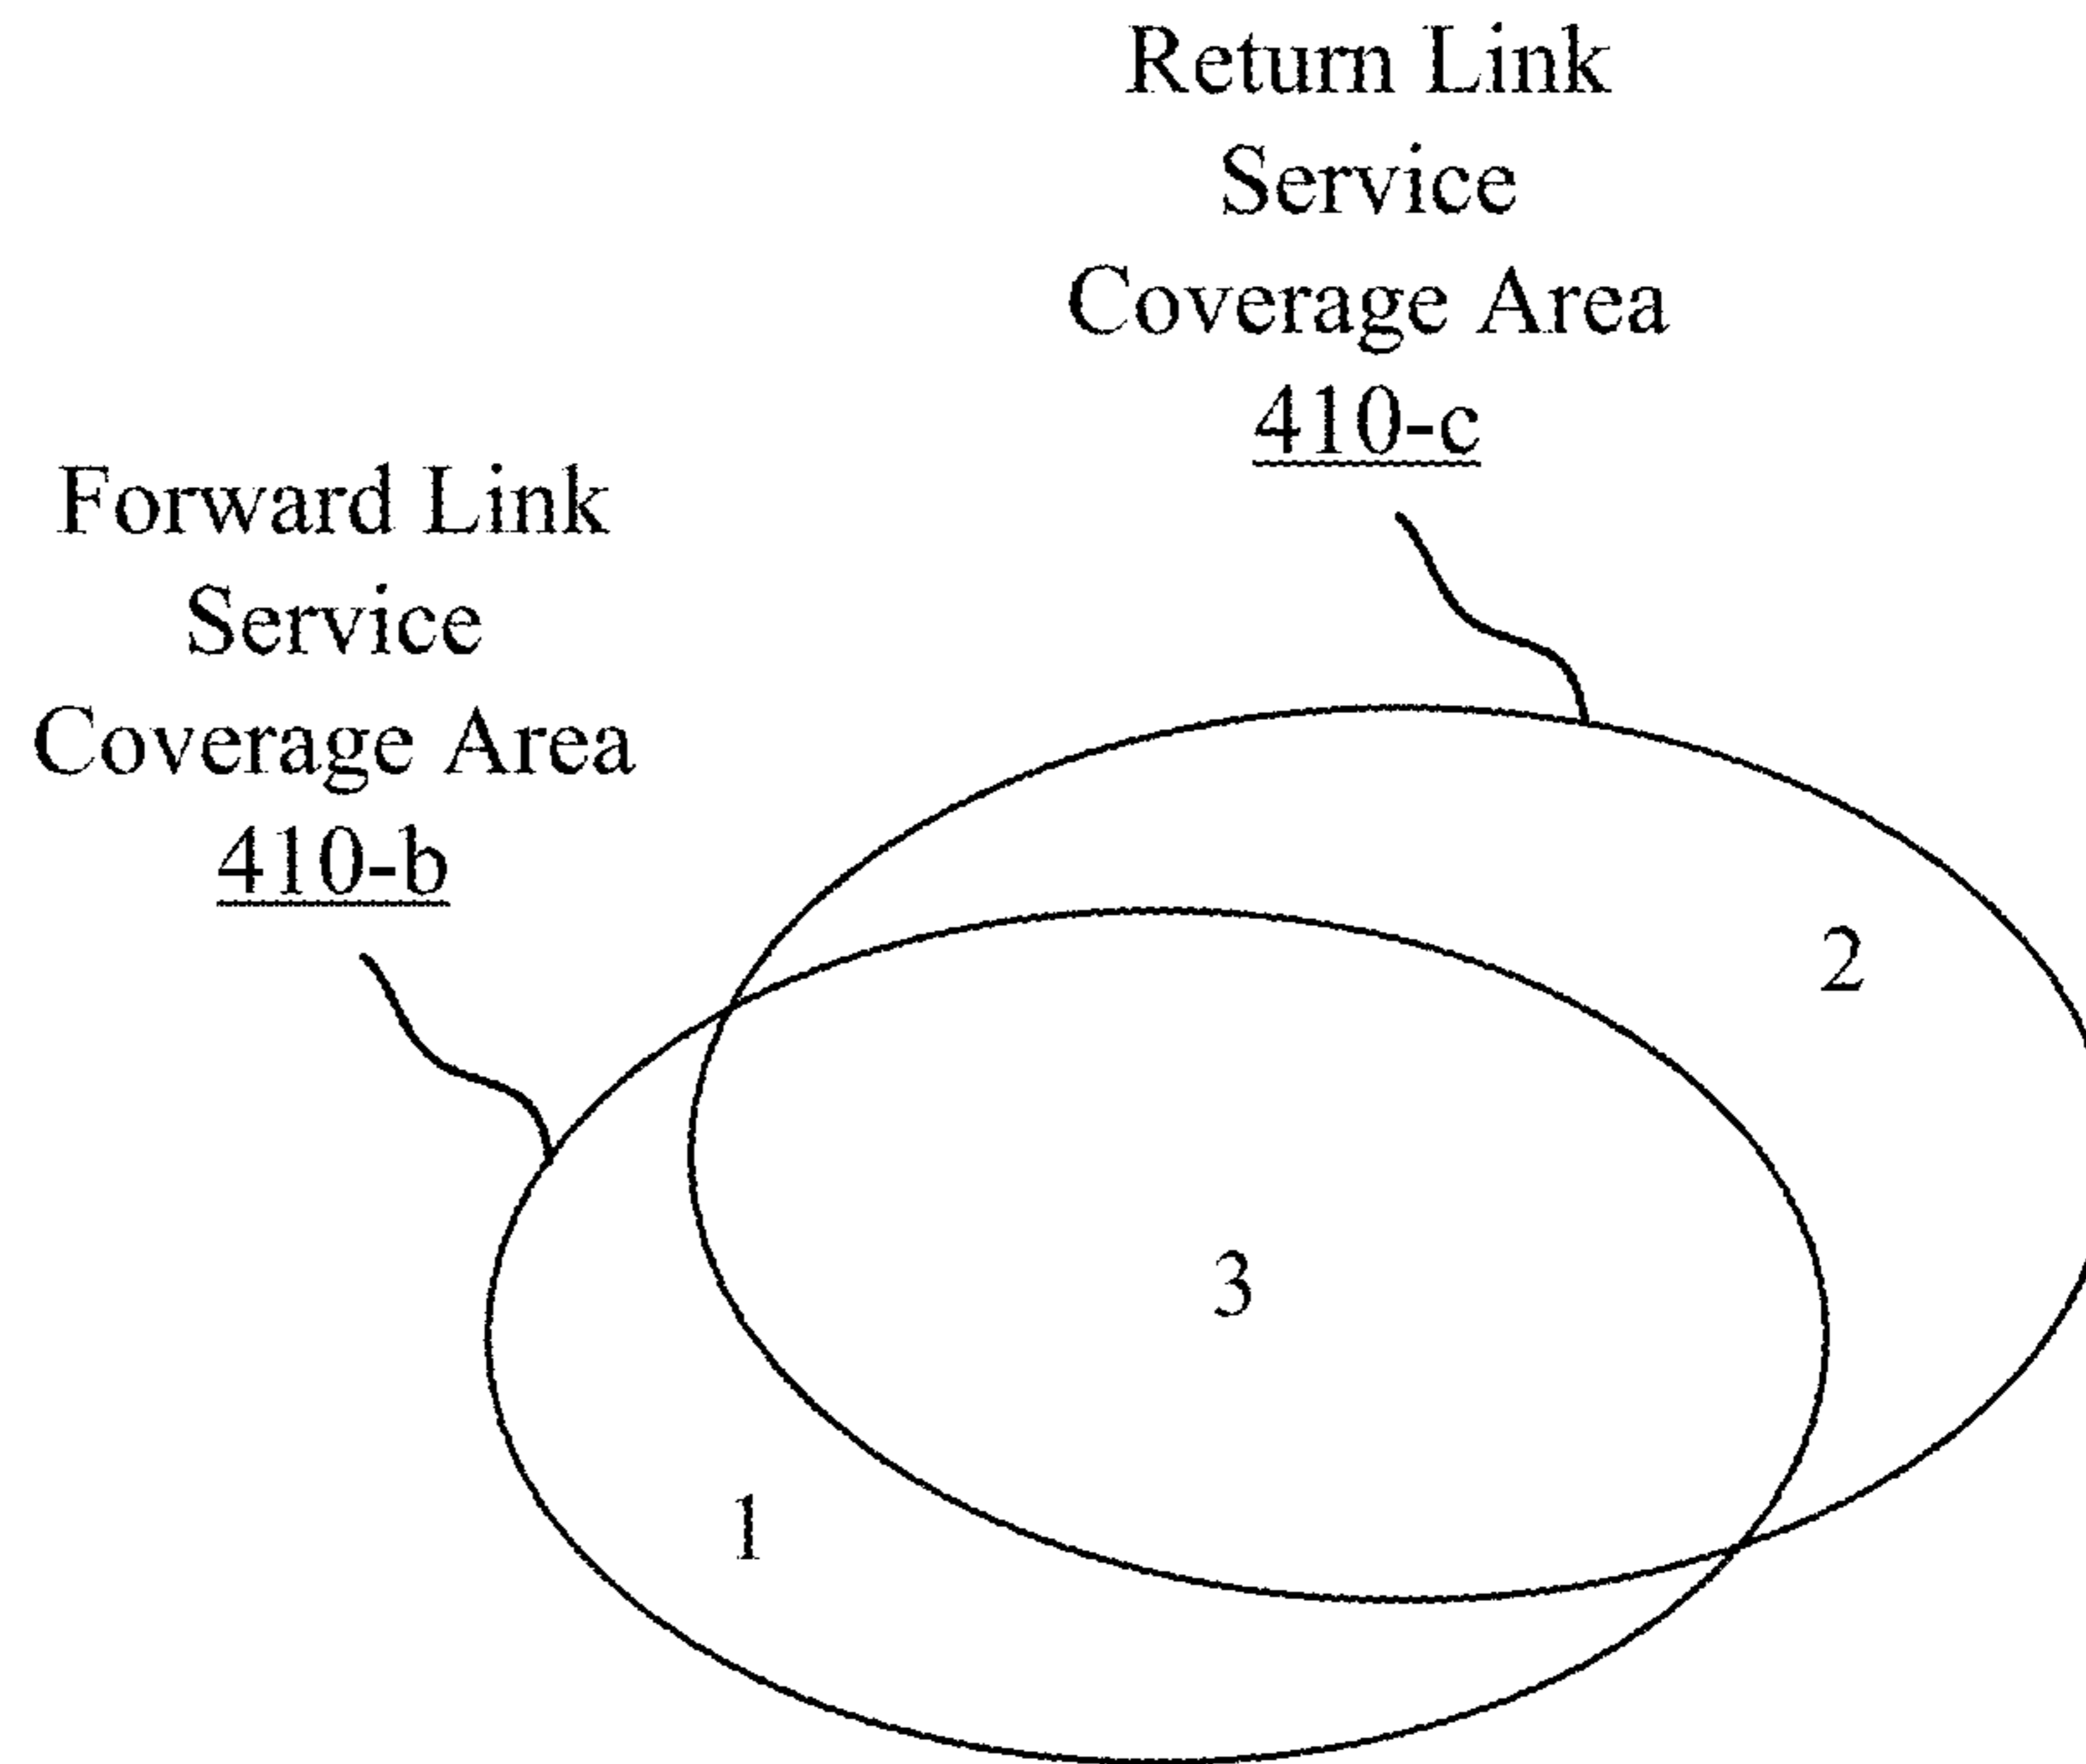 Return Link
Service
Coverage Area
410-c
Forward Link
Service
Coverage Area
410-b
2
3
1